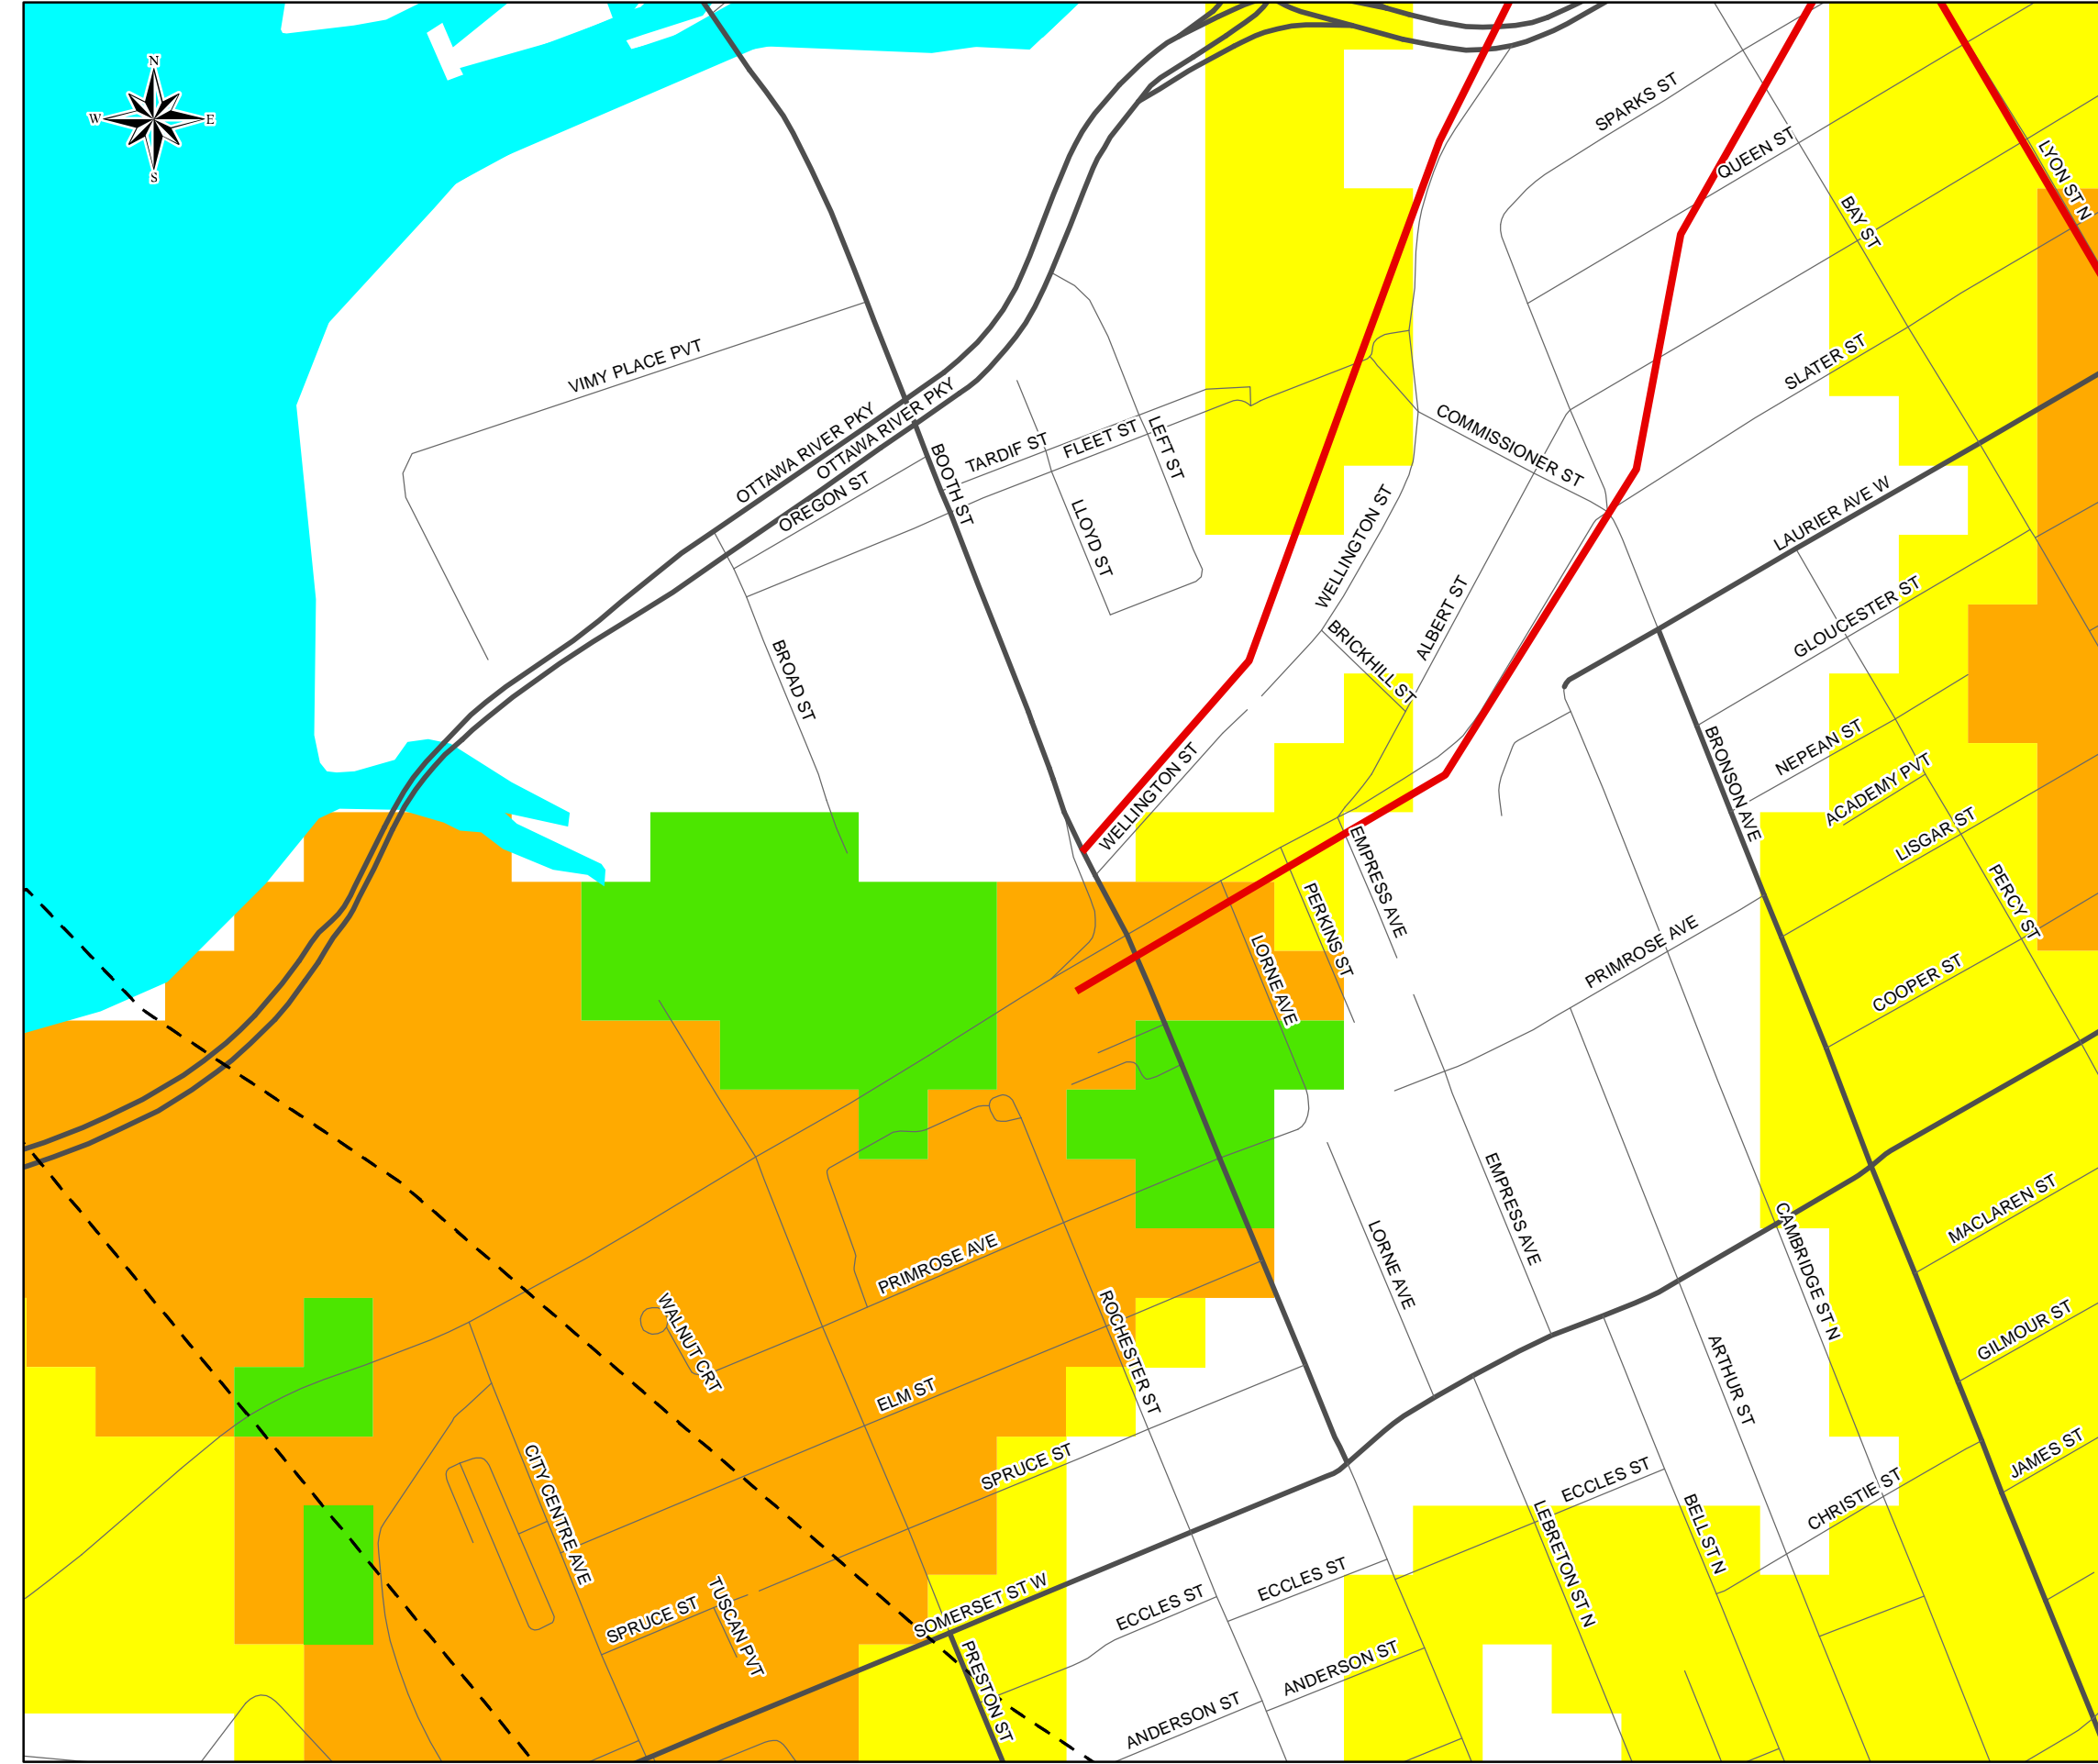 N
W E
S
SPARKS ST
QUEEN ST
LYON ST N
BAY ST
VIMY PLACE PVT
SLATER ST
OTTAWA RIVER PKY
OTTAWA RIVER PKY
OREGON ST
BOOTH ST
TARDIF ST
FLEET ST
LEFT ST
LLOYD ST
COMMISSIONER ST
WELLINGTON ST
LAURIER AVE W
ALBERT ST
BRICKHILL ST
GLOUCESTER ST
BROAD ST
NEPEAN ST
BRONSON AVE
ACADEMY PVT
WELLINGTON ST
LISGAR ST
EMPRESS AVE
PERKINS ST
LORNE AVE
PERCY ST
PRIMROSE AVE
COOPER ST
MACLAREN ST
EMPRESS AVE
LORNE AVE
CAMBRIDGE ST N
PRIMROSE AVE
WALNUT CRT
ROCHESTER ST
GILMOUR ST
ARTHUR ST
ELM ST
SPRUCE ST
CITY CENTRE AVE
JAMES ST
CHRISTIE ST
ECCLES ST
LEBRETON ST N
BELL ST N
ECCLES ST
ECCLES ST
SOMERSET ST W
SPRUCE ST
TUSCAN PVT
PRESTON ST
ANDERSON ST
ANDERSON ST